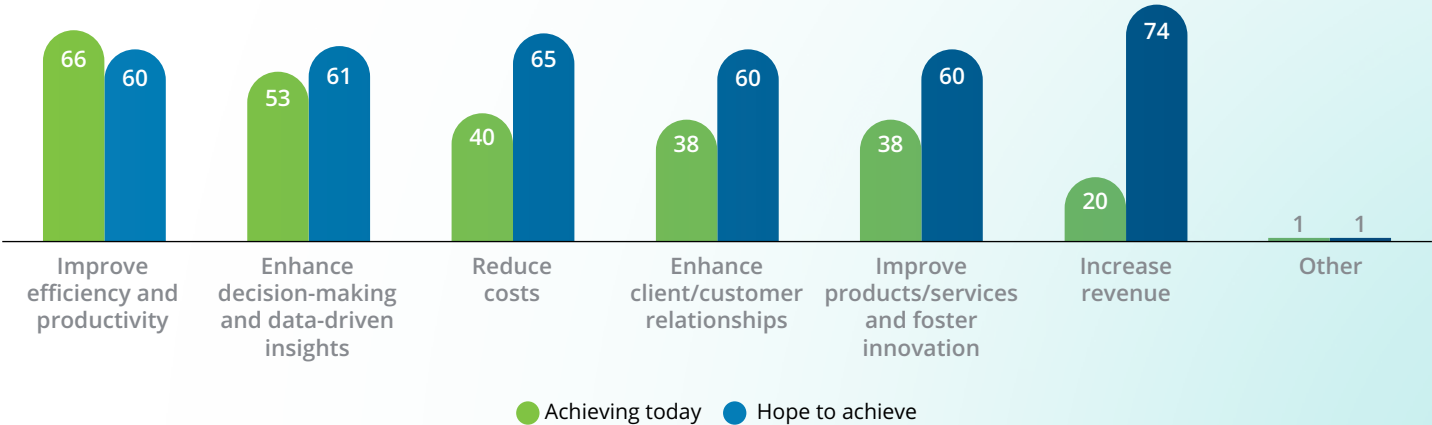 66
60
53
61
40
65
38
60
38
60
20
74
1
1
Improve
efficiency and
productivity
Enhance
decision-making
and data-driven
insights
Reduce
costs
Enhance
client/customer
relationships
Improve
products/services
and foster
innovation
Increase
revenue
Other
Achieving today
Hope to achieve